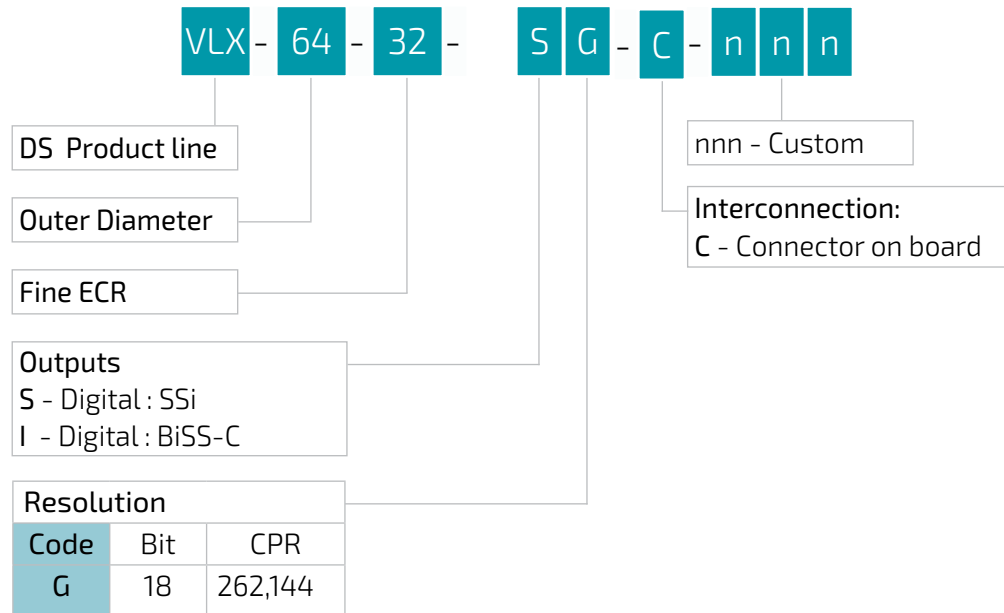 VLX - 64 - 32 - S G - C - n n n
DS Product line
nnn - Custom
Outer Diameter
Interconnection:
C - Connector on board
Fine ECR
Outputs
S - Digital : SSi
I - Digital : BiSS-C
Resolution
Code Bit CPR
G 18 262,144